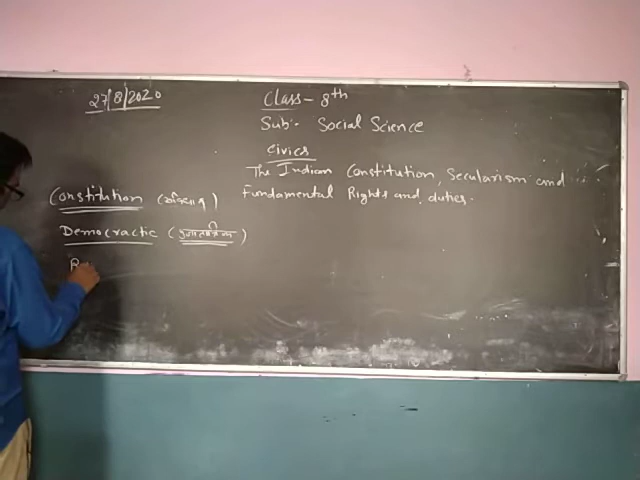 27/8/2020
Class - 8th
Sub:- Social Science
Civics
The Indian Constitution, Secularism and
Fundamental Rights and duties.
Constitution (संविधान)
Democractic (